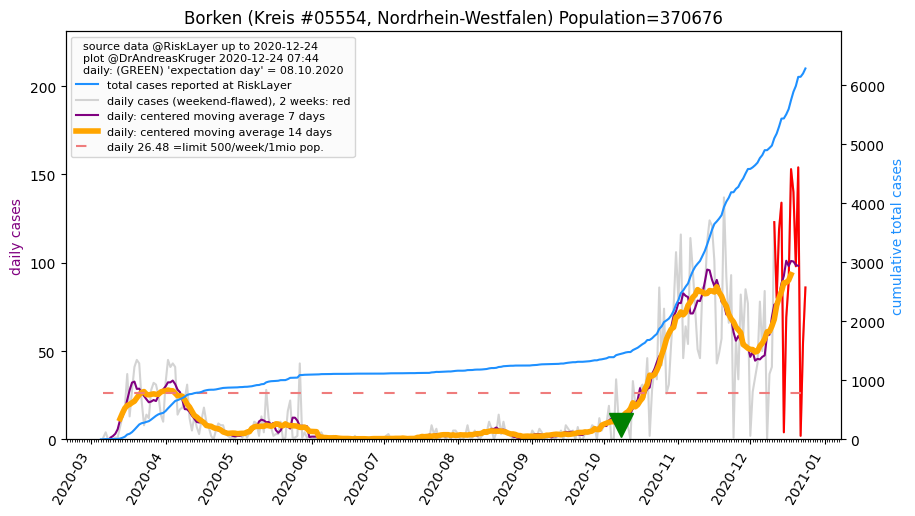 Borken (Kreis #05554, Nordrhein-Westfalen) Population=370676
source data @RiskLayer up to 2020-12-24
plot @DrAndreasKruger 2020-12-24 07:44
daily: (GREEN) 'expectation day' = 08.10.2020
total cases reported at RiskLayer
daily cases (weekend-flawed), 2 weeks: red
daily: centered moving average 7 days
daily: centered moving average 14 days
daily 26.48 =limit 500/week/1mio pop.
daily cases
200
150
100
50
0
cumulative total cases
6000
5000
4000
3000
2000
1000
0
2020-03
2020-04
2020-05
2020-06
2020-07
2020-08
2020-09
2020-10
2020-11
2020-12
2021-01